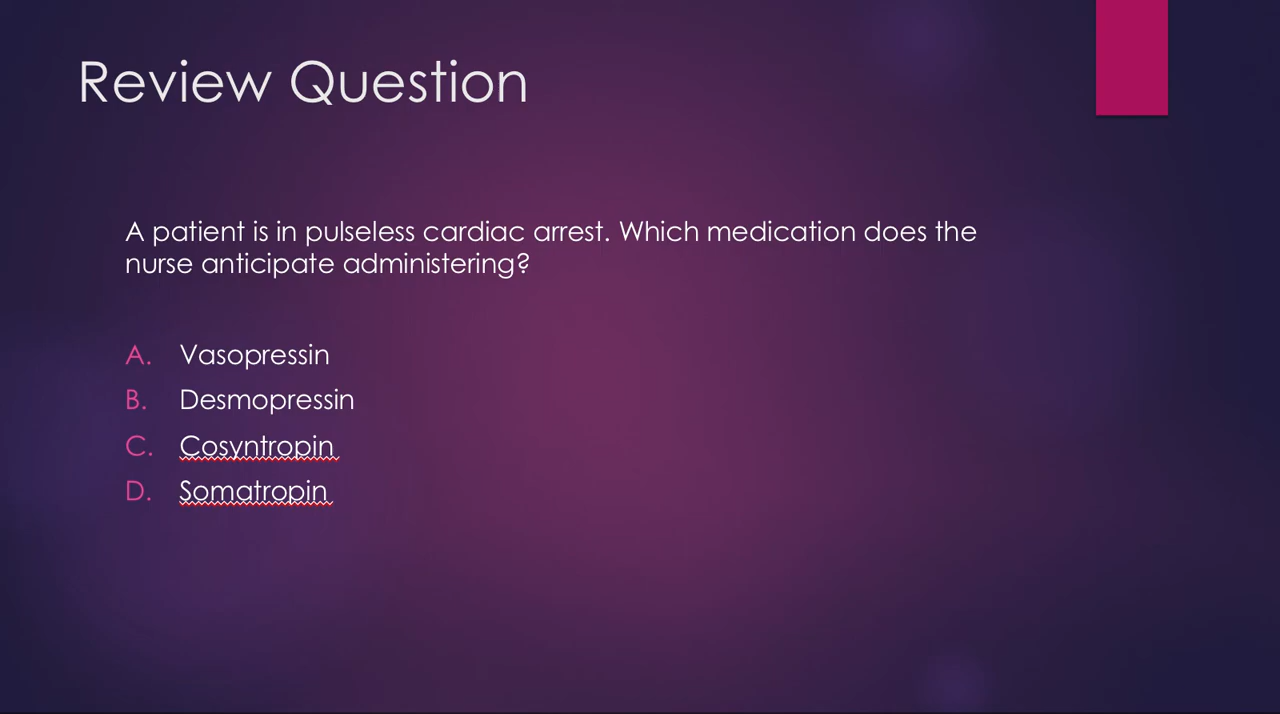 Review Question
A patient is in pulseless cardiac arrest. Which medication does the
nurse anticipate administering?
A. Vasopressin
B. Desmopressin
C. Cosyntropin
D. Somatropin